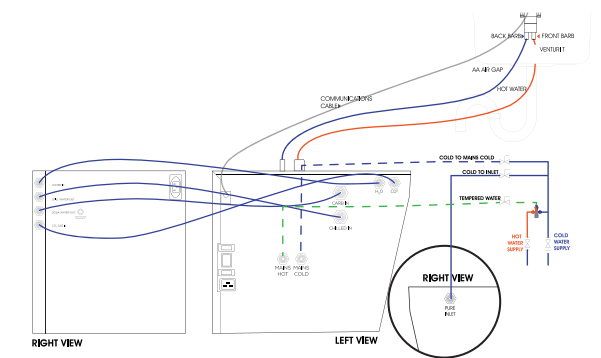 BACK BARB
FRONT BARB
VENTURI T
AA AIR GAP
HOT WATER
COMMUNICATIONS
CABLE
COLD TO MAINS COLD
COLD TO INLET
TEMPERED WATER
CARB IN
CHILLED IN
MAINS
HOT
MAINS
COLD
HOT
WATER
SUPPLY
COLD
WATER
SUPPLY
RIGHT VIEW
PURE
INLET
RIGHT VIEW
LEFT VIEW